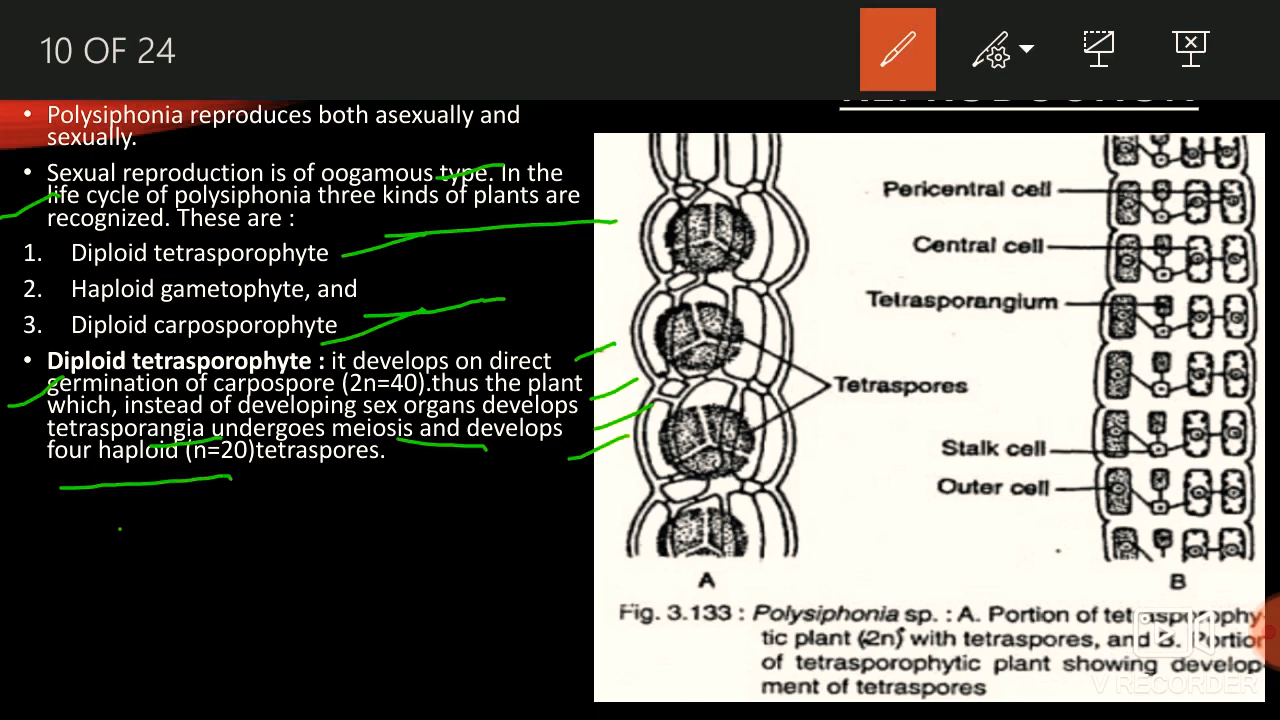 10 OF 24
REPRODUCTION
• Polysiphonia reproduces both asexually and
sexually.
• Sexual reproduction is of oogamous type. In the
life cycle of polysiphonia three kinds of plants are
recognized. These are :
1. Diploid tetrasporophyte
2. Haploid gametophyte, and
3. Diploid carposporophyte
• Diploid tetrasporophyte : it develops on direct
germination of carpospore (2n=40).thus the plant
which, instead of developing sex organs develops
tetrasporangia undergoes meiosis and develops
four haploid (n=20)tetraspores.
Pericentral cell
Central cell
Tetrasporangium
Tetraspores
Stalk cell
Outer cell
A
B
Fig. 3.133 : Polysiphonia sp. : A. Portion of tetrasporophy-
tic plant (2n) with tetraspores, and B. Portion
of tetrasporophytic plant showing develop-
ment of tetraspores
V RECORDER